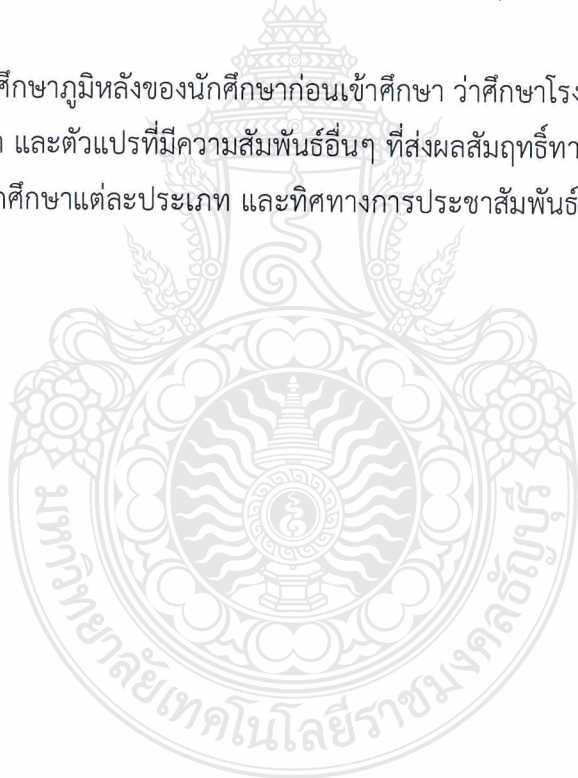 ศึกษาภูมิหลังของนักศึกษาก่อนเข้าศึกษา ว่าศึกษาโรง
และตัวแปรที่มีความสัมพันธ์อื่นๆ ที่ส่งผลสัมฤทธิ์ทา
ศึกษาแต่ละประเภท และทิศทางการประชาสัมพันธ์
มหาวิทยาลัยเทคโนโลยีราชมงคลธัญบุรี